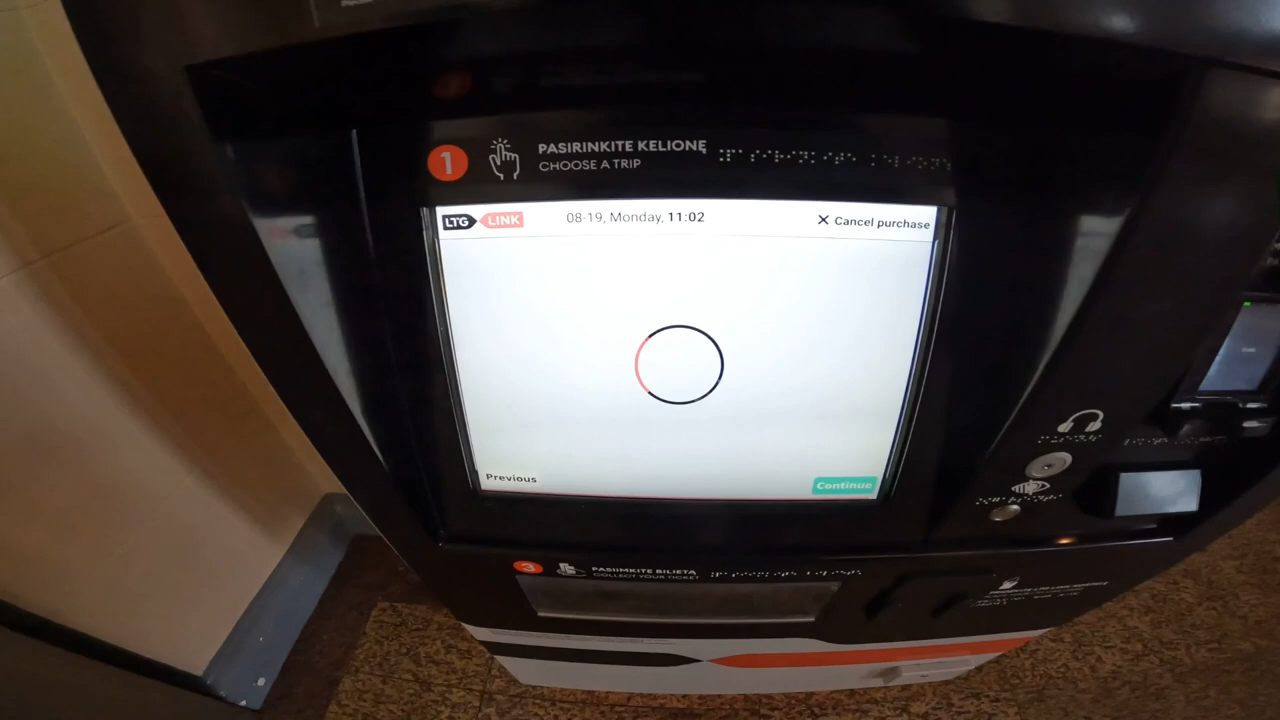 1
PASIRINKITE KELIONĘ
CHOOSE A TRIP
LTG LINK
08-19, Monday, 11:02
Cancel purchase
Previous
Continue
3
PASIIMKITE BILIETĄ
COLLECT YOUR TICKET